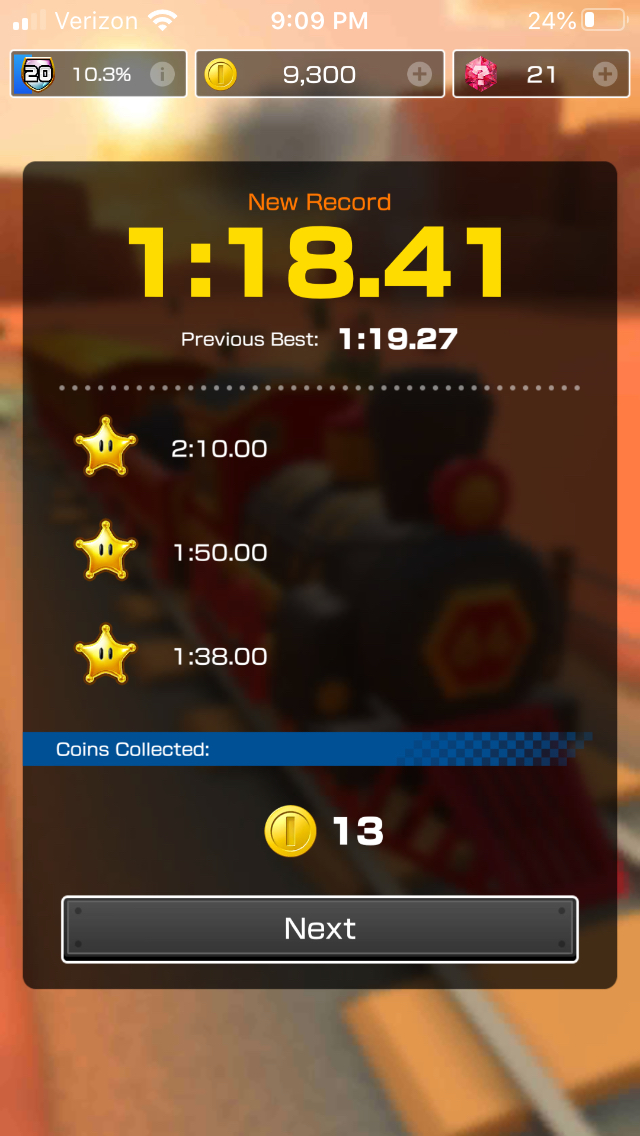 Verizon 9:09 PM 24%
20 10.3% i 9,300 + ? 21 +
New Record
1:18.41
Previous Best: 1:19.27
2:10.00
1:50.00
1:38.00
Coins Collected:
13
Next